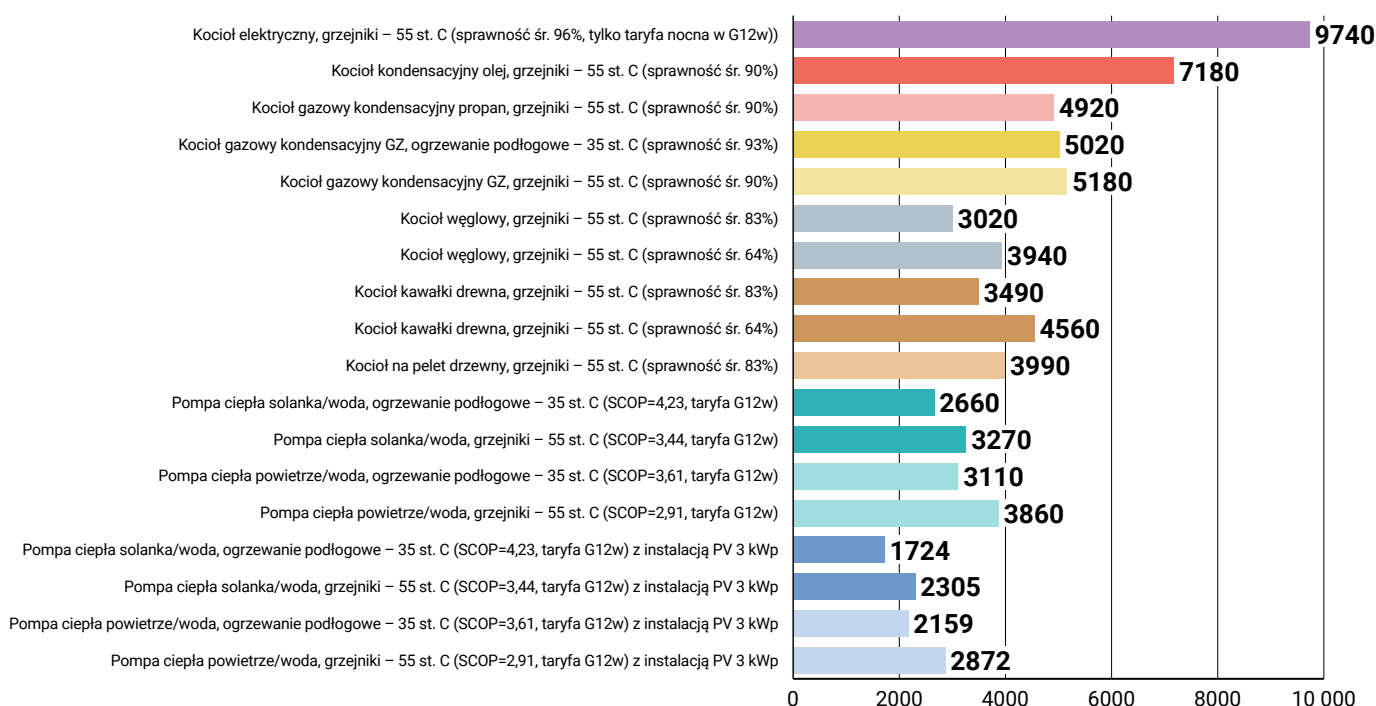 Kocioł elektryczny, grzejniki – 55 st. C (sprawność śr. 96%, tylko taryfa nocna w G12w)) 9740
Kocioł kondensacyjny olej, grzejniki – 55 st. C (sprawność śr. 90%) 7180
Kocioł gazowy kondensacyjny propan, grzejniki – 55 st. C (sprawność śr. 90%) 4920
Kocioł gazowy kondensacyjny GZ, ogrzewanie podłogowe – 35 st. C (sprawność śr. 93%) 5020
Kocioł gazowy kondensacyjny GZ, grzejniki – 55 st. C (sprawność śr. 90%) 5180
Kocioł węglowy, grzejniki – 55 st. C (sprawność śr. 83%) 3020
Kocioł węglowy, grzejniki – 55 st. C (sprawność śr. 64%) 3940
Kocioł kawałki drewna, grzejniki – 55 st. C (sprawność śr. 83%) 3490
Kocioł kawałki drewna, grzejniki – 55 st. C (sprawność śr. 64%) 4560
Kocioł na pelet drzewny, grzejniki – 55 st. C (sprawność śr. 83%) 3990
Pompa ciepła solanka/woda, ogrzewanie podłogowe – 35 st. C (SCOP=4,23, taryfa G12w) 2660
Pompa ciepła solanka/woda, grzejniki – 55 st. C (SCOP=3,44, taryfa G12w) 3270
Pompa ciepła powietrze/woda, ogrzewanie podłogowe – 35 st. C (SCOP=3,61, taryfa G12w) 3110
Pompa ciepła powietrze/woda, grzejniki – 55 st. C (SCOP=2,91, taryfa G12w) 3860
Pompa ciepła solanka/woda, ogrzewanie podłogowe – 35 st. C (SCOP=4,23, taryfa G12w) z instalacją PV 3 kWp 1724
Pompa ciepła solanka/woda, grzejniki – 55 st. C (SCOP=3,44, taryfa G12w) z instalacją PV 3 kWp 2305
Pompa ciepła powietrze/woda, ogrzewanie podłogowe – 35 st. C (SCOP=3,61, taryfa G12w) z instalacją PV 3 kWp 2159
Pompa ciepła powietrze/woda, grzejniki – 55 st. C (SCOP=2,91, taryfa G12w) z instalacją PV 3 kWp 2872
0 2000 4000 6000 8000 10 000